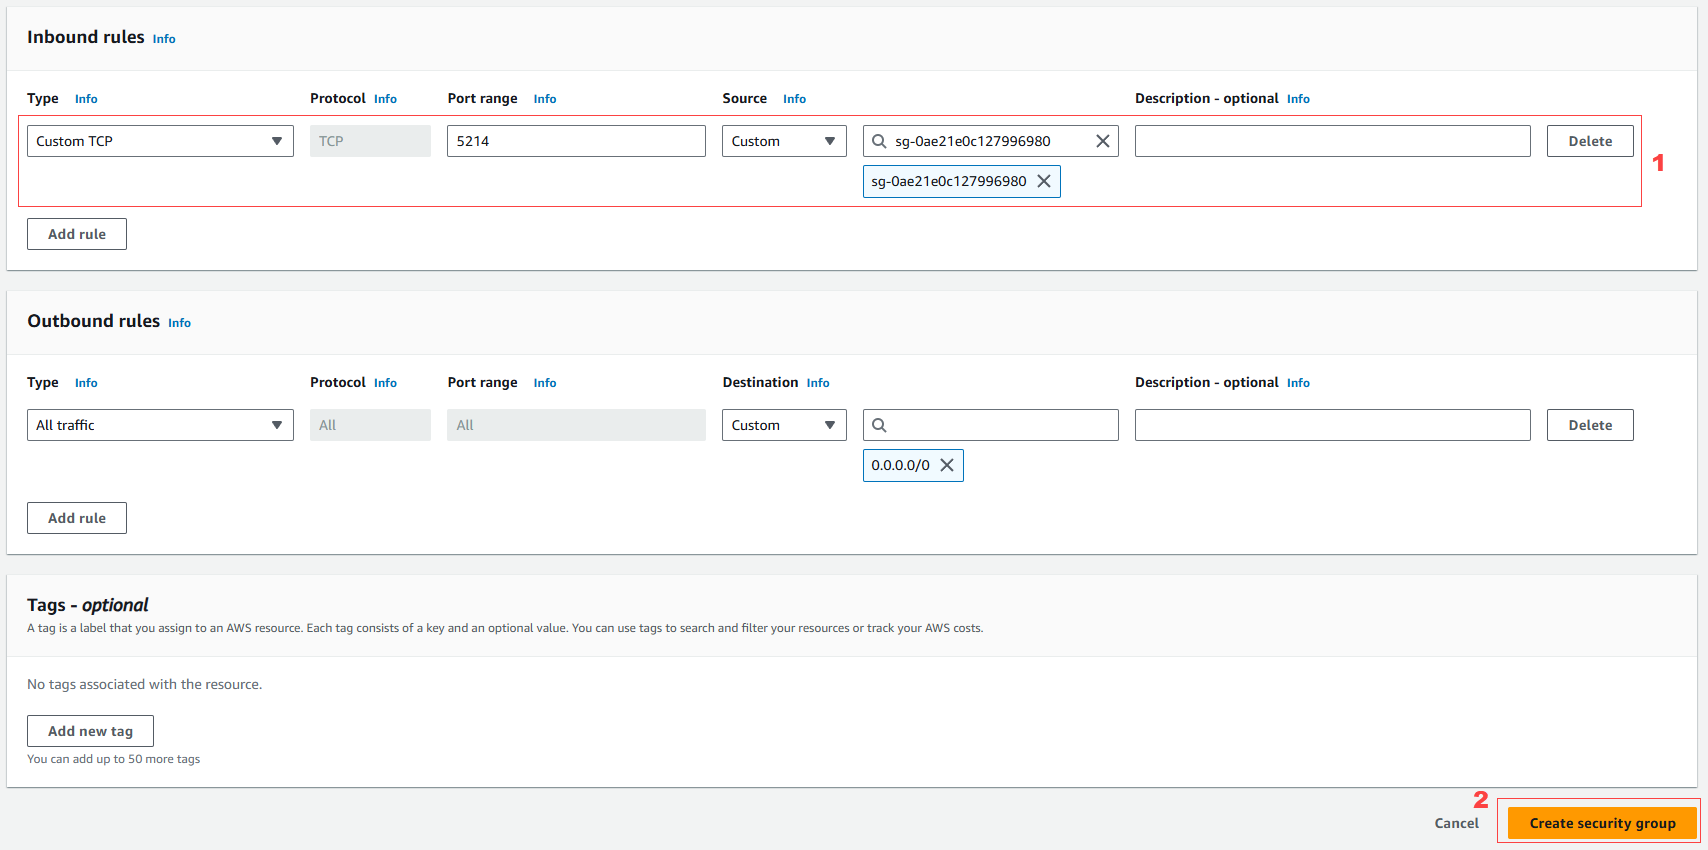 Inbound rules Info
Type Info Protocol Info Port range Info Source Info Description - optional Info
Custom TCP TCP 5214 Custom sg-0ae21e0c127996980 Delete
1
sg-0ae21e0c127996980
Add rule
Outbound rules Info
Type Info Protocol Info Port range Info Destination Info Description - optional Info
All traffic All All Custom Delete
0.0.0.0/0
Add rule
Tags - optional
A tag is a label that you assign to an AWS resource. Each tag consists of a key and an optional value. You can use tags to search and filter your resources or track your AWS costs.
No tags associated with the resource.
Add new tag
You can add up to 50 more tags
2
Cancel Create security group